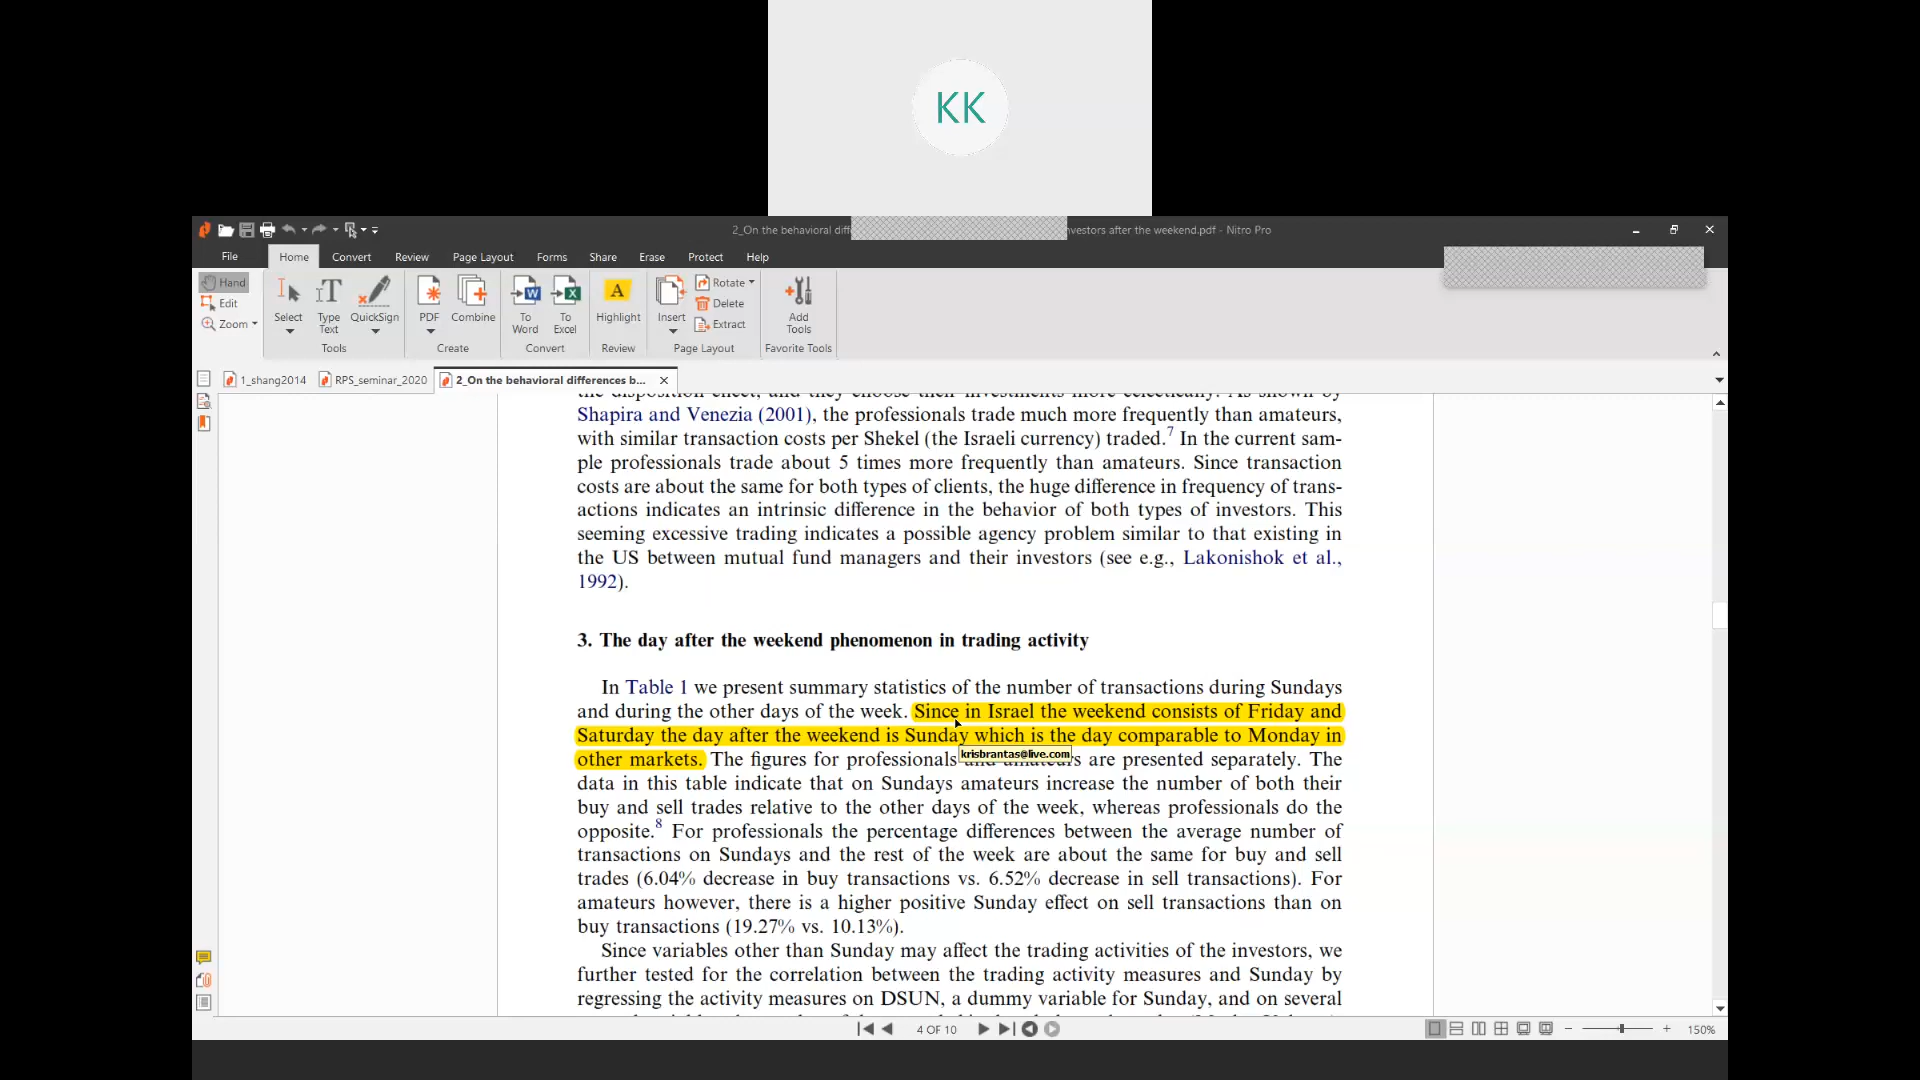 KK
2_On the behavioral diff
nvestors after the weekend.pdf - Nitro Pro
File Home Convert Review Page Layout Forms Share Erase Protect Help
Hand
Edit
Zoom
Select
Type Text
QuickSign
Tools
PDF
Combine
Create
To Word
To Excel
Convert
Highlight
Review
Insert
Rotate
Delete
Extract
Page Layout
Add Tools
Favorite Tools
1_shang2014 RPS_seminar_2020 2_On the behavioral differences b...
the disposition effect, and they choose their investments more eclectically. As shown by
Shapira and Venezia (2001), the professionals trade much more frequently than amateurs,
with similar transaction costs per Shekel (the Israeli currency) traded.7 In the current sam-
ple professionals trade about 5 times more frequently than amateurs. Since transaction
costs are about the same for both types of clients, the huge difference in frequency of trans-
actions indicates an intrinsic difference in the behavior of both types of investors. This
seeming excessive trading indicates a possible agency problem similar to that existing in
the US between mutual fund managers and their investors (see e.g., Lakonishok et al.,
1992).
3. The day after the weekend phenomenon in trading activity
In Table 1 we present summary statistics of the number of transactions during Sundays
and during the other days of the week. Since in Israel the weekend consists of Friday and
Saturday the day after the weekend is Sunday which is the day comparable to Monday in
krisbrantas@live.com
other markets. The figures for professionals and amateurs are presented separately. The
data in this table indicate that on Sundays amateurs increase the number of both their
buy and sell trades relative to the other days of the week, whereas professionals do the
opposite.8 For professionals the percentage differences between the average number of
transactions on Sundays and the rest of the week are about the same for buy and sell
trades (6.04% decrease in buy transactions vs. 6.52% decrease in sell transactions). For
amateurs however, there is a higher positive Sunday effect on sell transactions than on
buy transactions (19.27% vs. 10.13%).
Since variables other than Sunday may affect the trading activities of the investors, we
further tested for the correlation between the trading activity measures and Sunday by
regressing the activity measures on DSUN, a dummy variable for Sunday, and on several
4 OF 10
150%